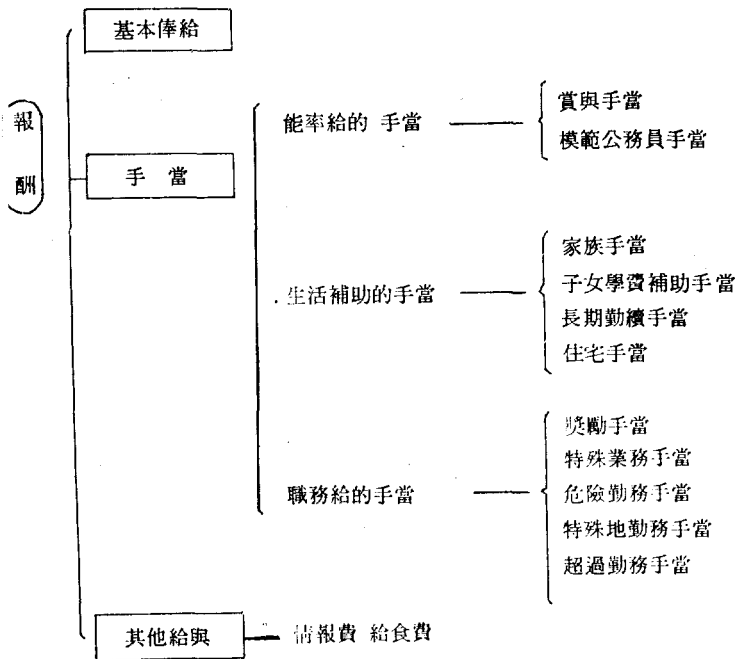 報酬
基本俸給
手當
能率給的 手當
賞與手當
模範公務員手當
生活補助的手當
家族手當
子女學費補助手當
長期勤續手當
住宅手當
職務給的手當
獎勵手當
特殊業務手當
危險勤務手當
特殊地勤務手當
超過勤務手當
其他給與
情報費 給食費